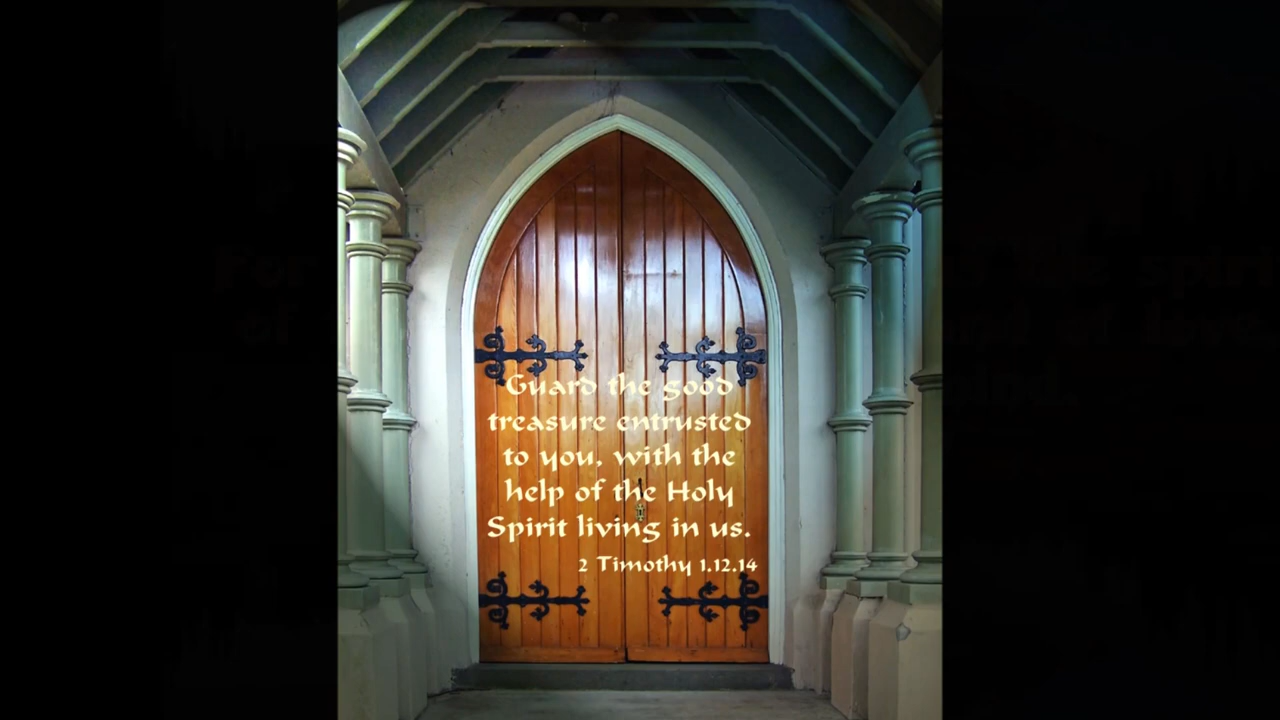 Guard the good
treasure entrusted
to you, with the
help of the Holy
Spirit living in us.
2 Timothy 1.12.14